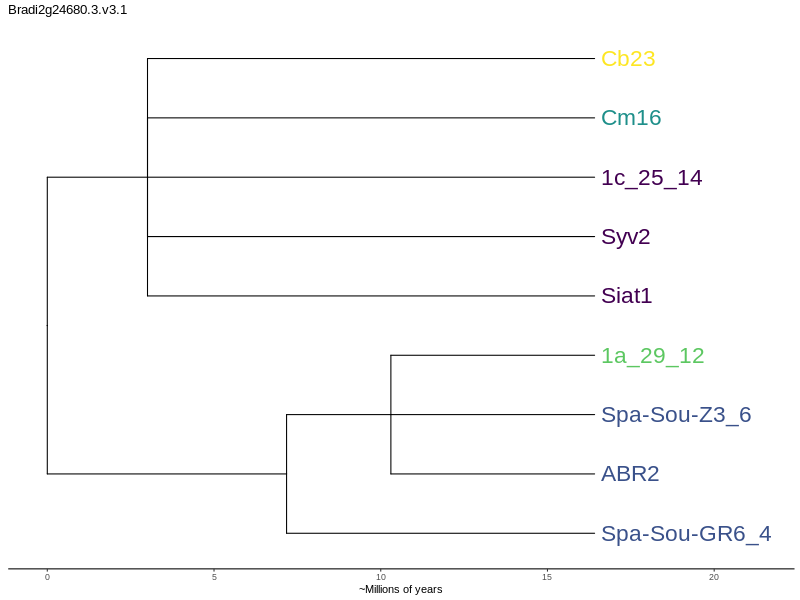 Bradi2g24680.3.v3.1
Cb23
Cm16
1c_25_14
Syv2
Siat1
1a_29_12
Spa-Sou-Z3_6
ABR2
Spa-Sou-GR6_4
0 5 10 15 20
~Millions of years